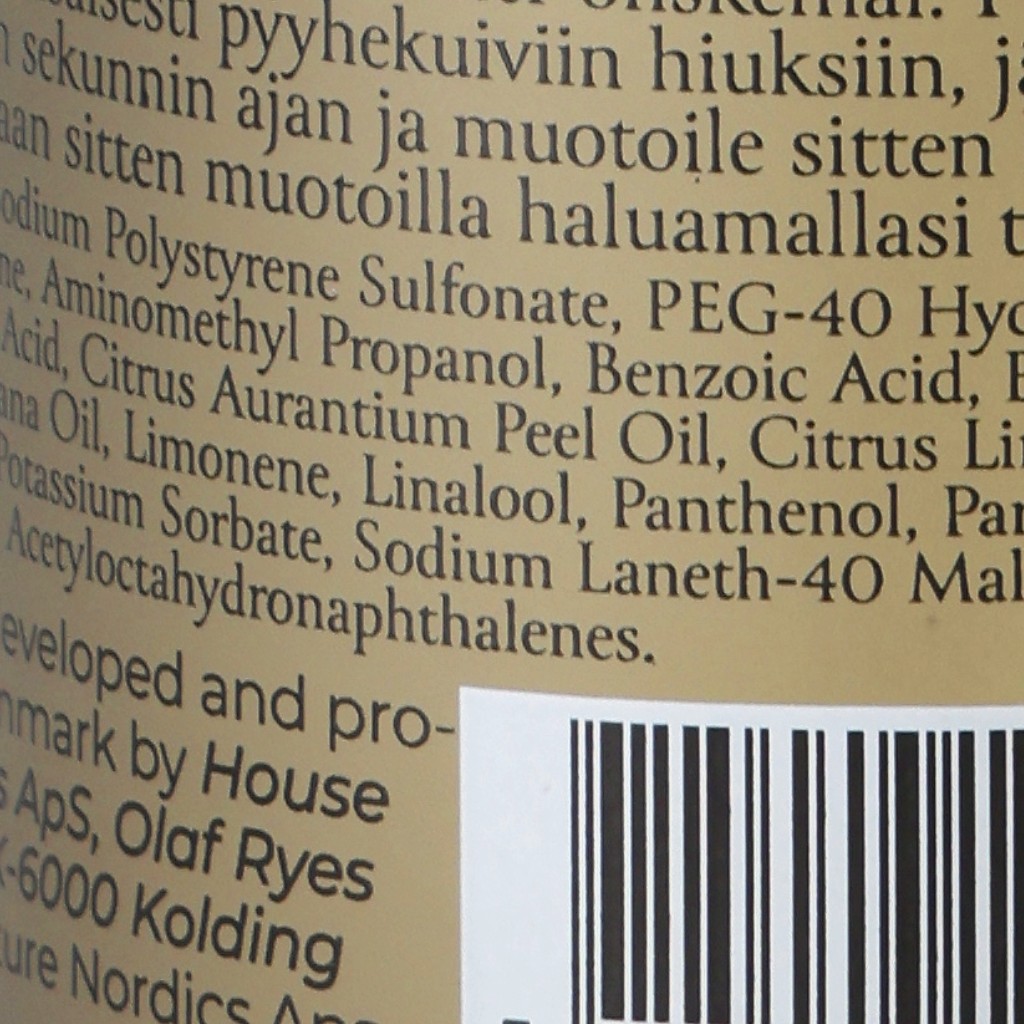 pyyhekuiviin hiuksiin,
sekunnin ajan ja muotoile sitten
sitten muotoilla haluamallasi
Polystyrene Sulfonate, PEG-40
Aminomethyl Propanol, Benzoic Acid,
Acid, Citrus Aurantium Peel Oil, Citrus
Oil, Limonene, Linalool, Panthenol,
Potassium Sorbate, Sodium Laneth-40
Acetyloctahydronaphthalenes.
eveloped and pro-
nmark by House
ApS, Olaf Ryes
-6000 Kolding
ure Nordics